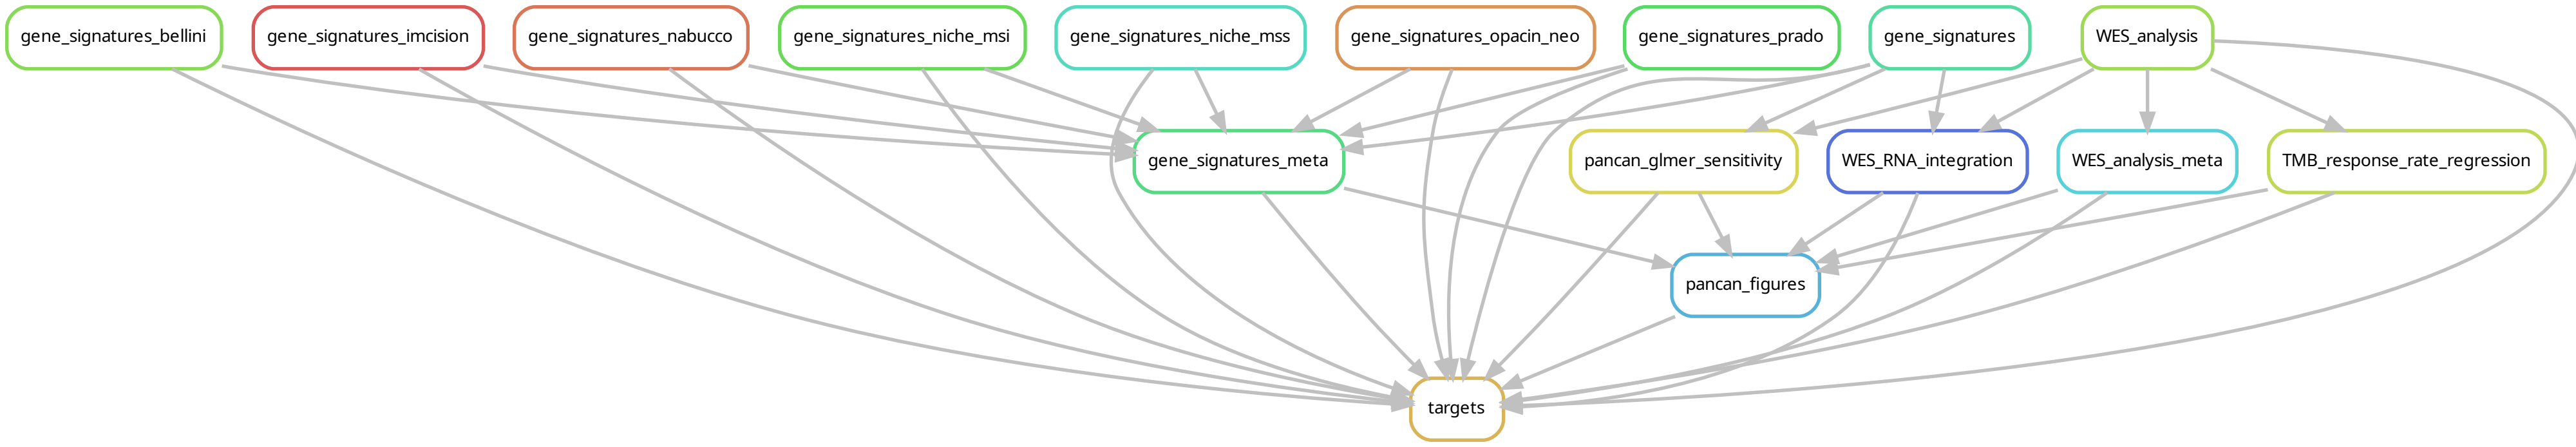 gene_signatures_bellini
gene_signatures_imcision
gene_signatures_nabucco
gene_signatures_niche_msi
gene_signatures_niche_mss
gene_signatures_opacin_neo
gene_signatures_prado
gene_signatures
WES_analysis
gene_signatures_meta
pancan_glmer_sensitivity
WES_RNA_integration
WES_analysis_meta
TMB_response_rate_regression
pancan_figures
targets